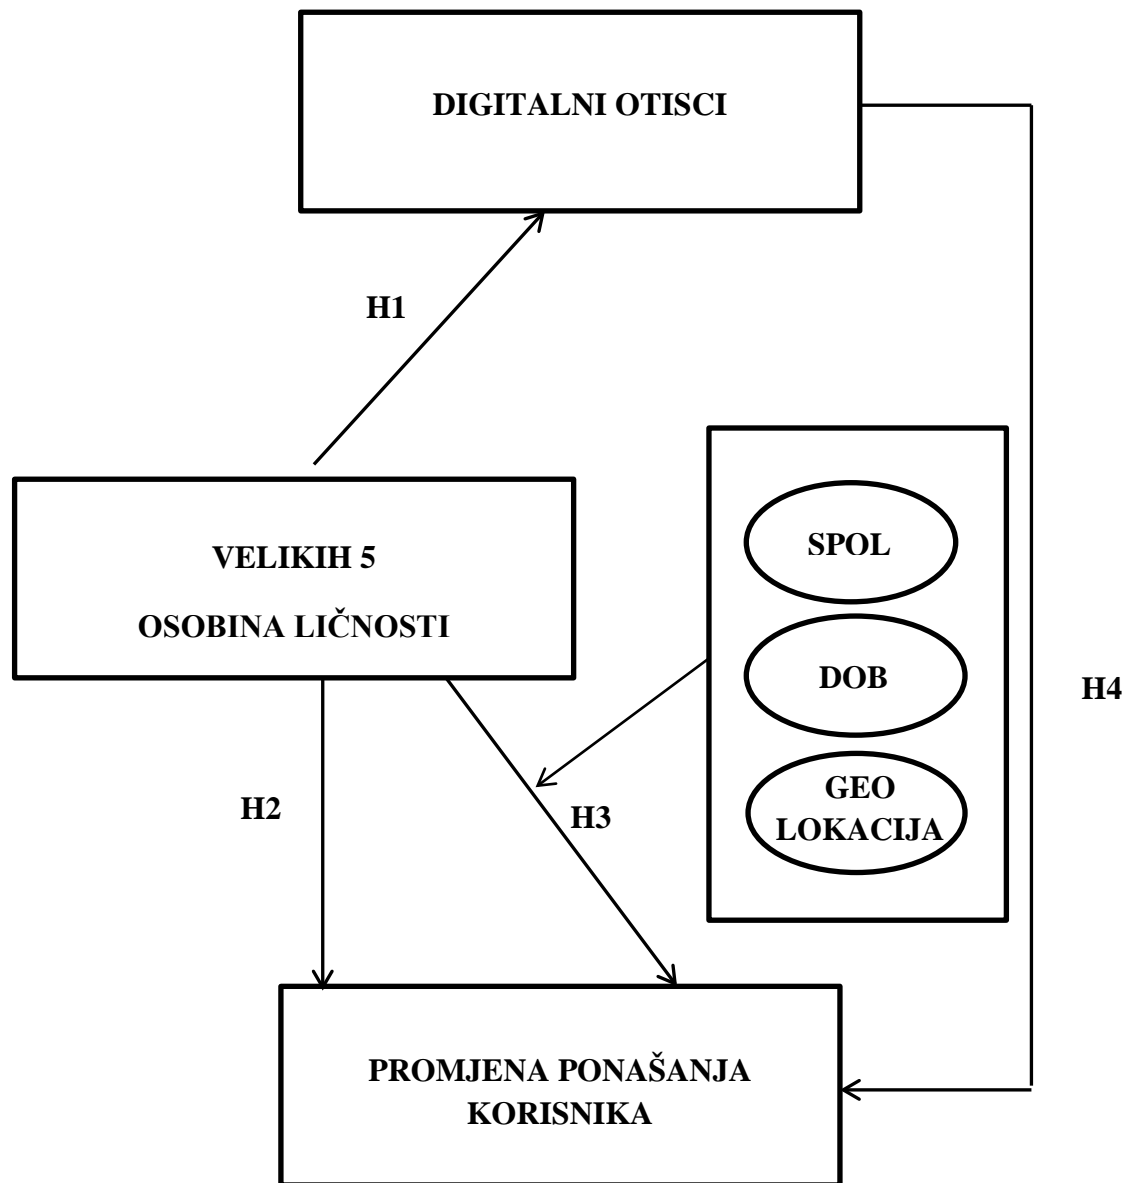 DIGITALNI OTISCI
H1
VELIKIH 5
OSOBINA LIČNOSTI
SPOL
DOB
GEO
LOKACIJA
H4
H2
H3
PROMJENA PONAŠANJA
KORISNIKA